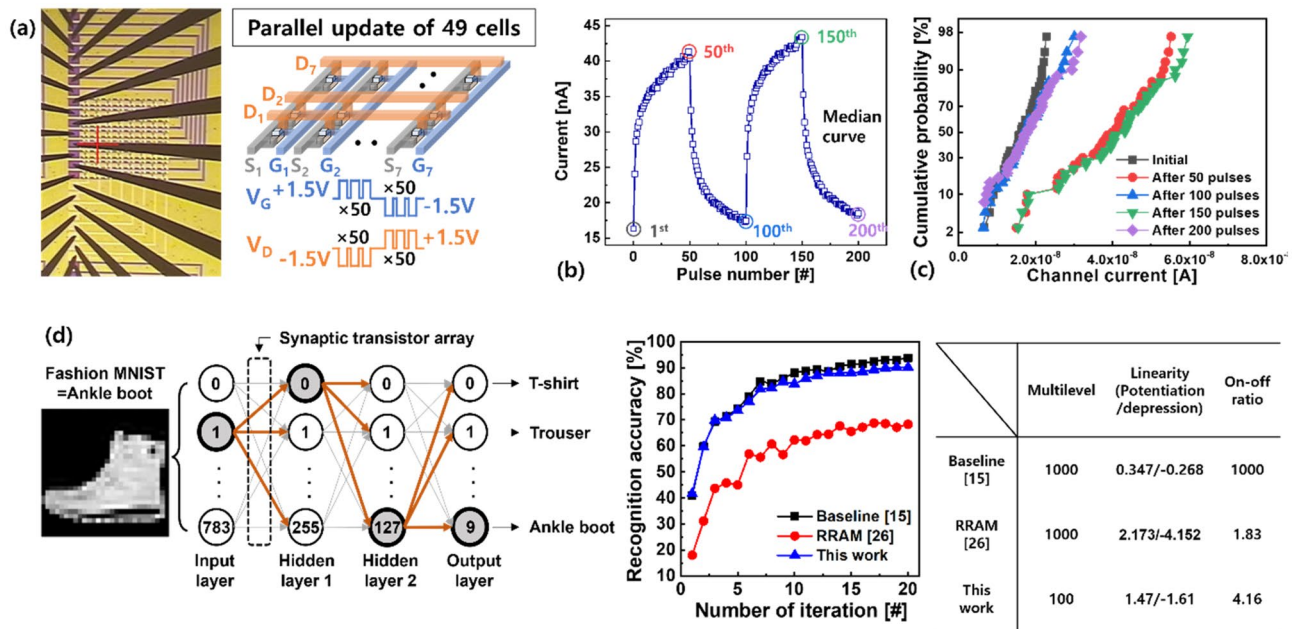 (a)
Parallel update of 49 cells
D7
D2
D1
S1 G1 S2 G2 S7 G7
VG +1.5V ×50
×50 -1.5V
VD ×50 +1.5V
-1.5V ×50
(b)
Current [nA]
45
40
35
30
25
20
15
50th
150th
Median
curve
1st
100th
200th
0 50 100 150 200
Pulse number [#]
(c)
Cumulative probability [%]
98
90
70
50
30
10
2
Initial
After 50 pulses
After 100 pulses
After 150 pulses
After 200 pulses
0.0 2.0x10-8 4.0x10-8 6.0x10-8 8.0x10-
Channel current [A]
(d)
Synaptic transistor array
Fashion MNIST
=Ankle boot
0 0 0 0 T-shirt
1 1 1 1 Trouser
783 255 127 9 Ankle boot
Input
layer
Hidden
layer 1
Hidden
layer 2
Output
layer
Recognition accuracy [%]
100
90
80
70
60
50
40
30
20
10
Baseline [15]
RRAM [26]
This work
0 5 10 15 20
Number of iteration [#]
Multilevel Linearity (Potentiation /depression) On-off ratio
Baseline [15] 1000 0.347/-0.268 1000
RRAM [26] 1000 2.173/-4.152 1.83
This work 100 1.47/-1.61 4.16